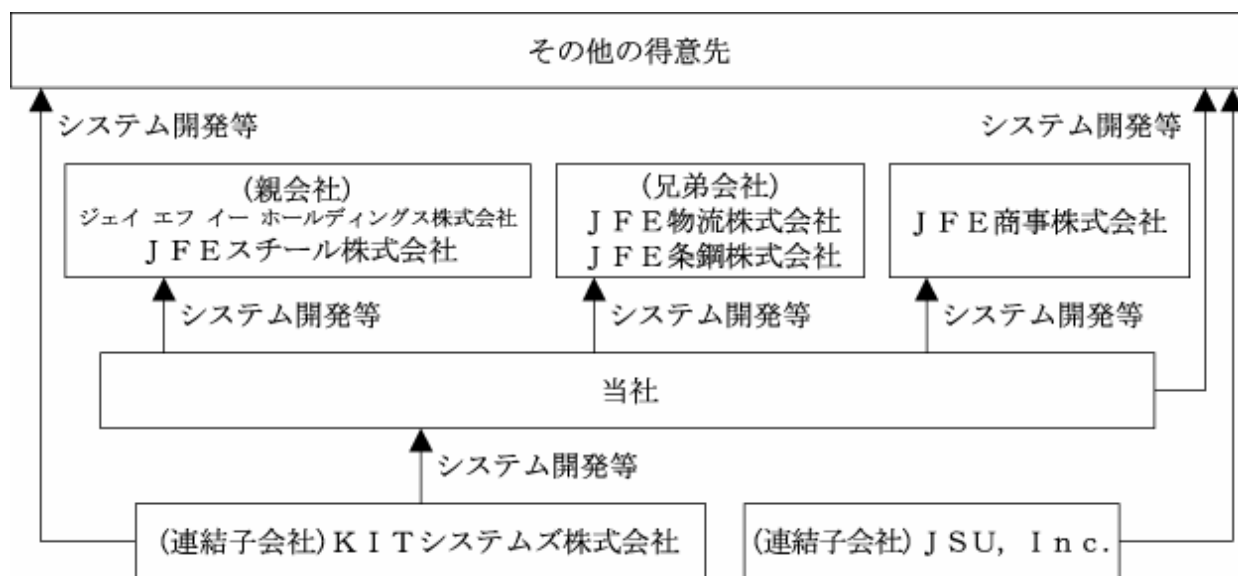 その他の得意先
システム開発等
システム開発等
(親会社)
ジェイ エフ イー ホールディングス株式会社
ＪＦＥスチール株式会社
(兄弟会社)
ＪＦＥ物流株式会社
ＪＦＥ条鋼株式会社
ＪＦＥ商事株式会社
システム開発等
システム開発等
システム開発等
当社
システム開発等
(連結子会社)ＫＩＴシステムズ株式会社
(連結子会社)ＪＳＵ，Ｉｎｃ.